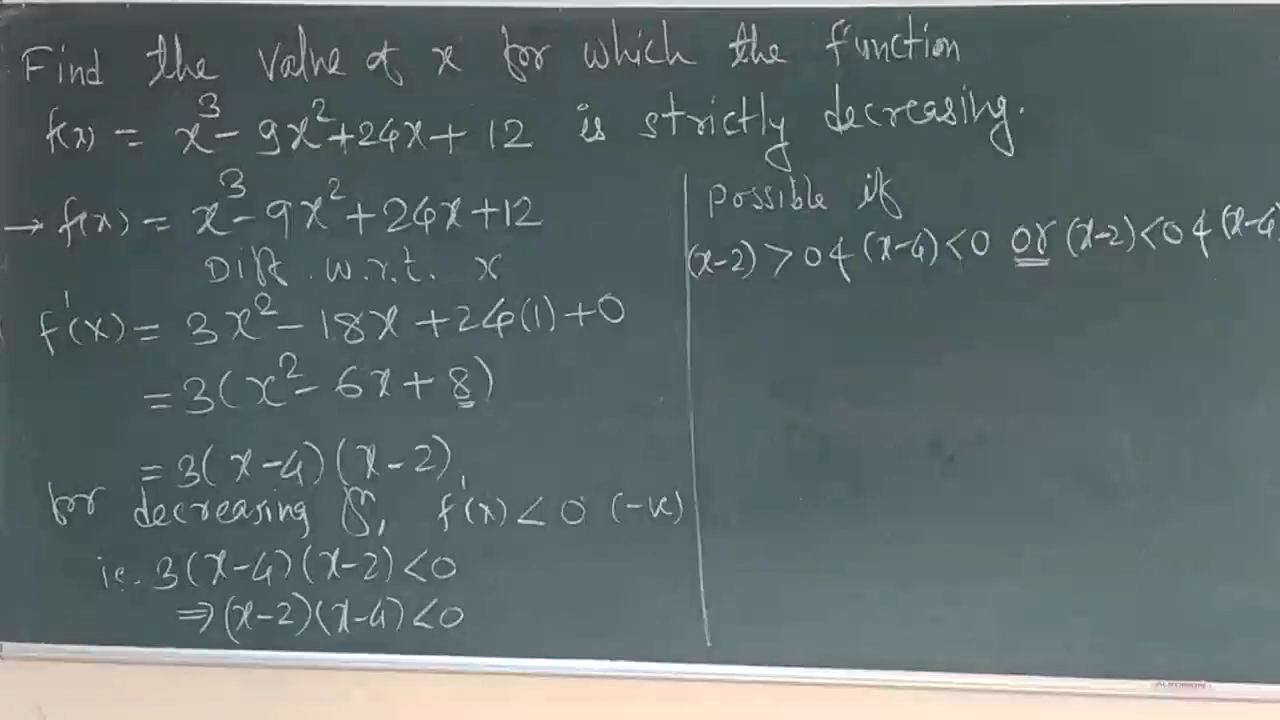 Find the value of x for which the function
f(x) = x³ - 9x² + 24x + 12 is strictly decreasing.
→ f(x) = x³ - 9x² + 24x + 12
Diff. w.r.t. x
f'(x) = 3x² - 18x + 24(1) + 0
= 3(x² - 6x + 8)
= 3(x-4)(x-2)
for decreasing f, f'(x) < 0 (-ve)
ie. 3(x-4)(x-2) < 0
⇒ (x-2)(x-4) < 0
possible if
(x-2) > 0 & (x-4) < 0 or (x-2) < 0 & (x-4)